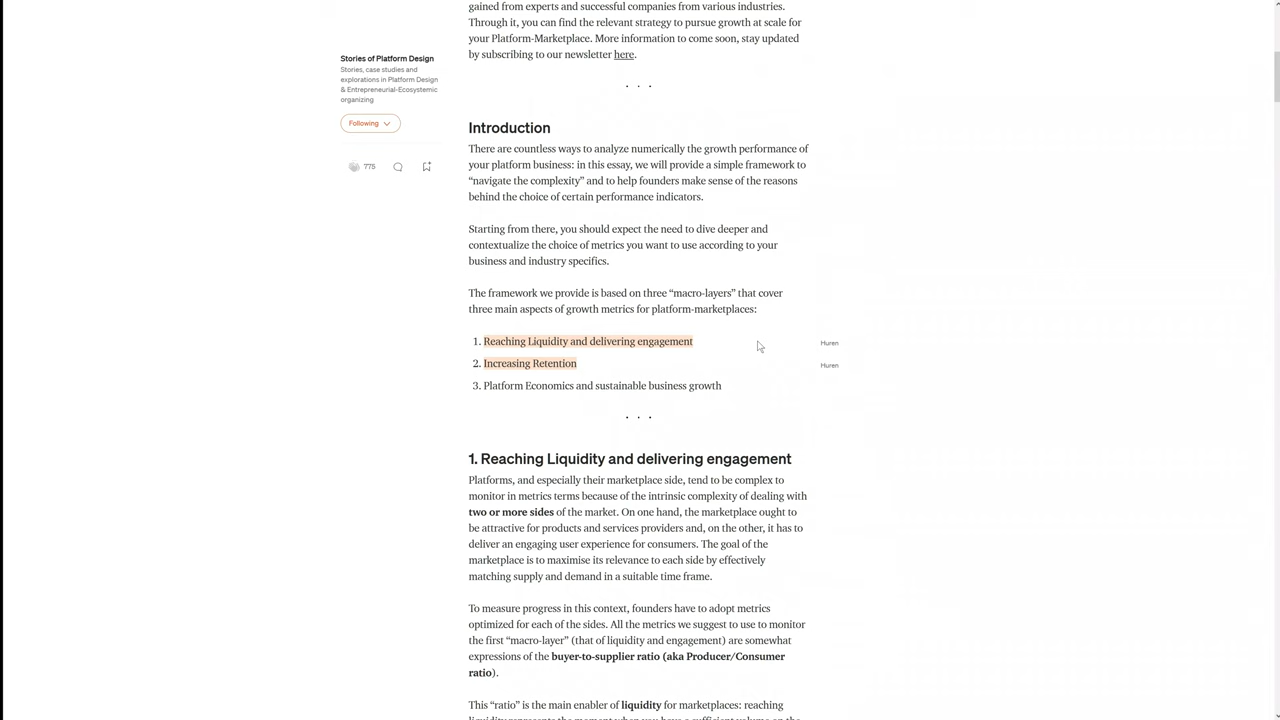 gained from experts and successful companies from various industries.
Through it, you can find the relevant strategy to pursue growth at scale for
your Platform-Marketplace. More information to come soon, stay updated
by subscribing to our newsletter here.
Stories of Platform Design
Stories, case studies and
explorations in Platform Design
& Entrepreneurial-Ecosystemic
organizing
Following
775
. . .
Introduction
There are countless ways to analyze numerically the growth performance of
your platform business: in this essay, we will provide a simple framework to
“navigate the complexity” and to help founders make sense of the reasons
behind the choice of certain performance indicators.
Starting from there, you should expect the need to dive deeper and
contextualize the choice of metrics you want to use according to your
business and industry specifics.
The framework we provide is based on three “macro-layers” that cover
three main aspects of growth metrics for platform-marketplaces:
1. Reaching Liquidity and delivering engagement
Huren
2. Increasing Retention
Huren
3. Platform Economics and sustainable business growth
. . .
1. Reaching Liquidity and delivering engagement
Platforms, and especially their marketplace side, tend to be complex to
monitor in metrics terms because of the intrinsic complexity of dealing with
two or more sides of the market. On one hand, the marketplace ought to
be attractive for products and services providers and, on the other, it has to
deliver an engaging user experience for consumers. The goal of the
marketplace is to maximise its relevance to each side by effectively
matching supply and demand in a suitable time frame.
To measure progress in this context, founders have to adopt metrics
optimized for each of the sides. All the metrics we suggest to use to monitor
the first “macro-layer” (that of liquidity and engagement) are somewhat
expressions of the buyer-to-supplier ratio (aka Producer/Consumer
ratio).
This “ratio” is the main enabler of liquidity for marketplaces: reaching
liquidity represents the moment when you have a sufficient volume on the